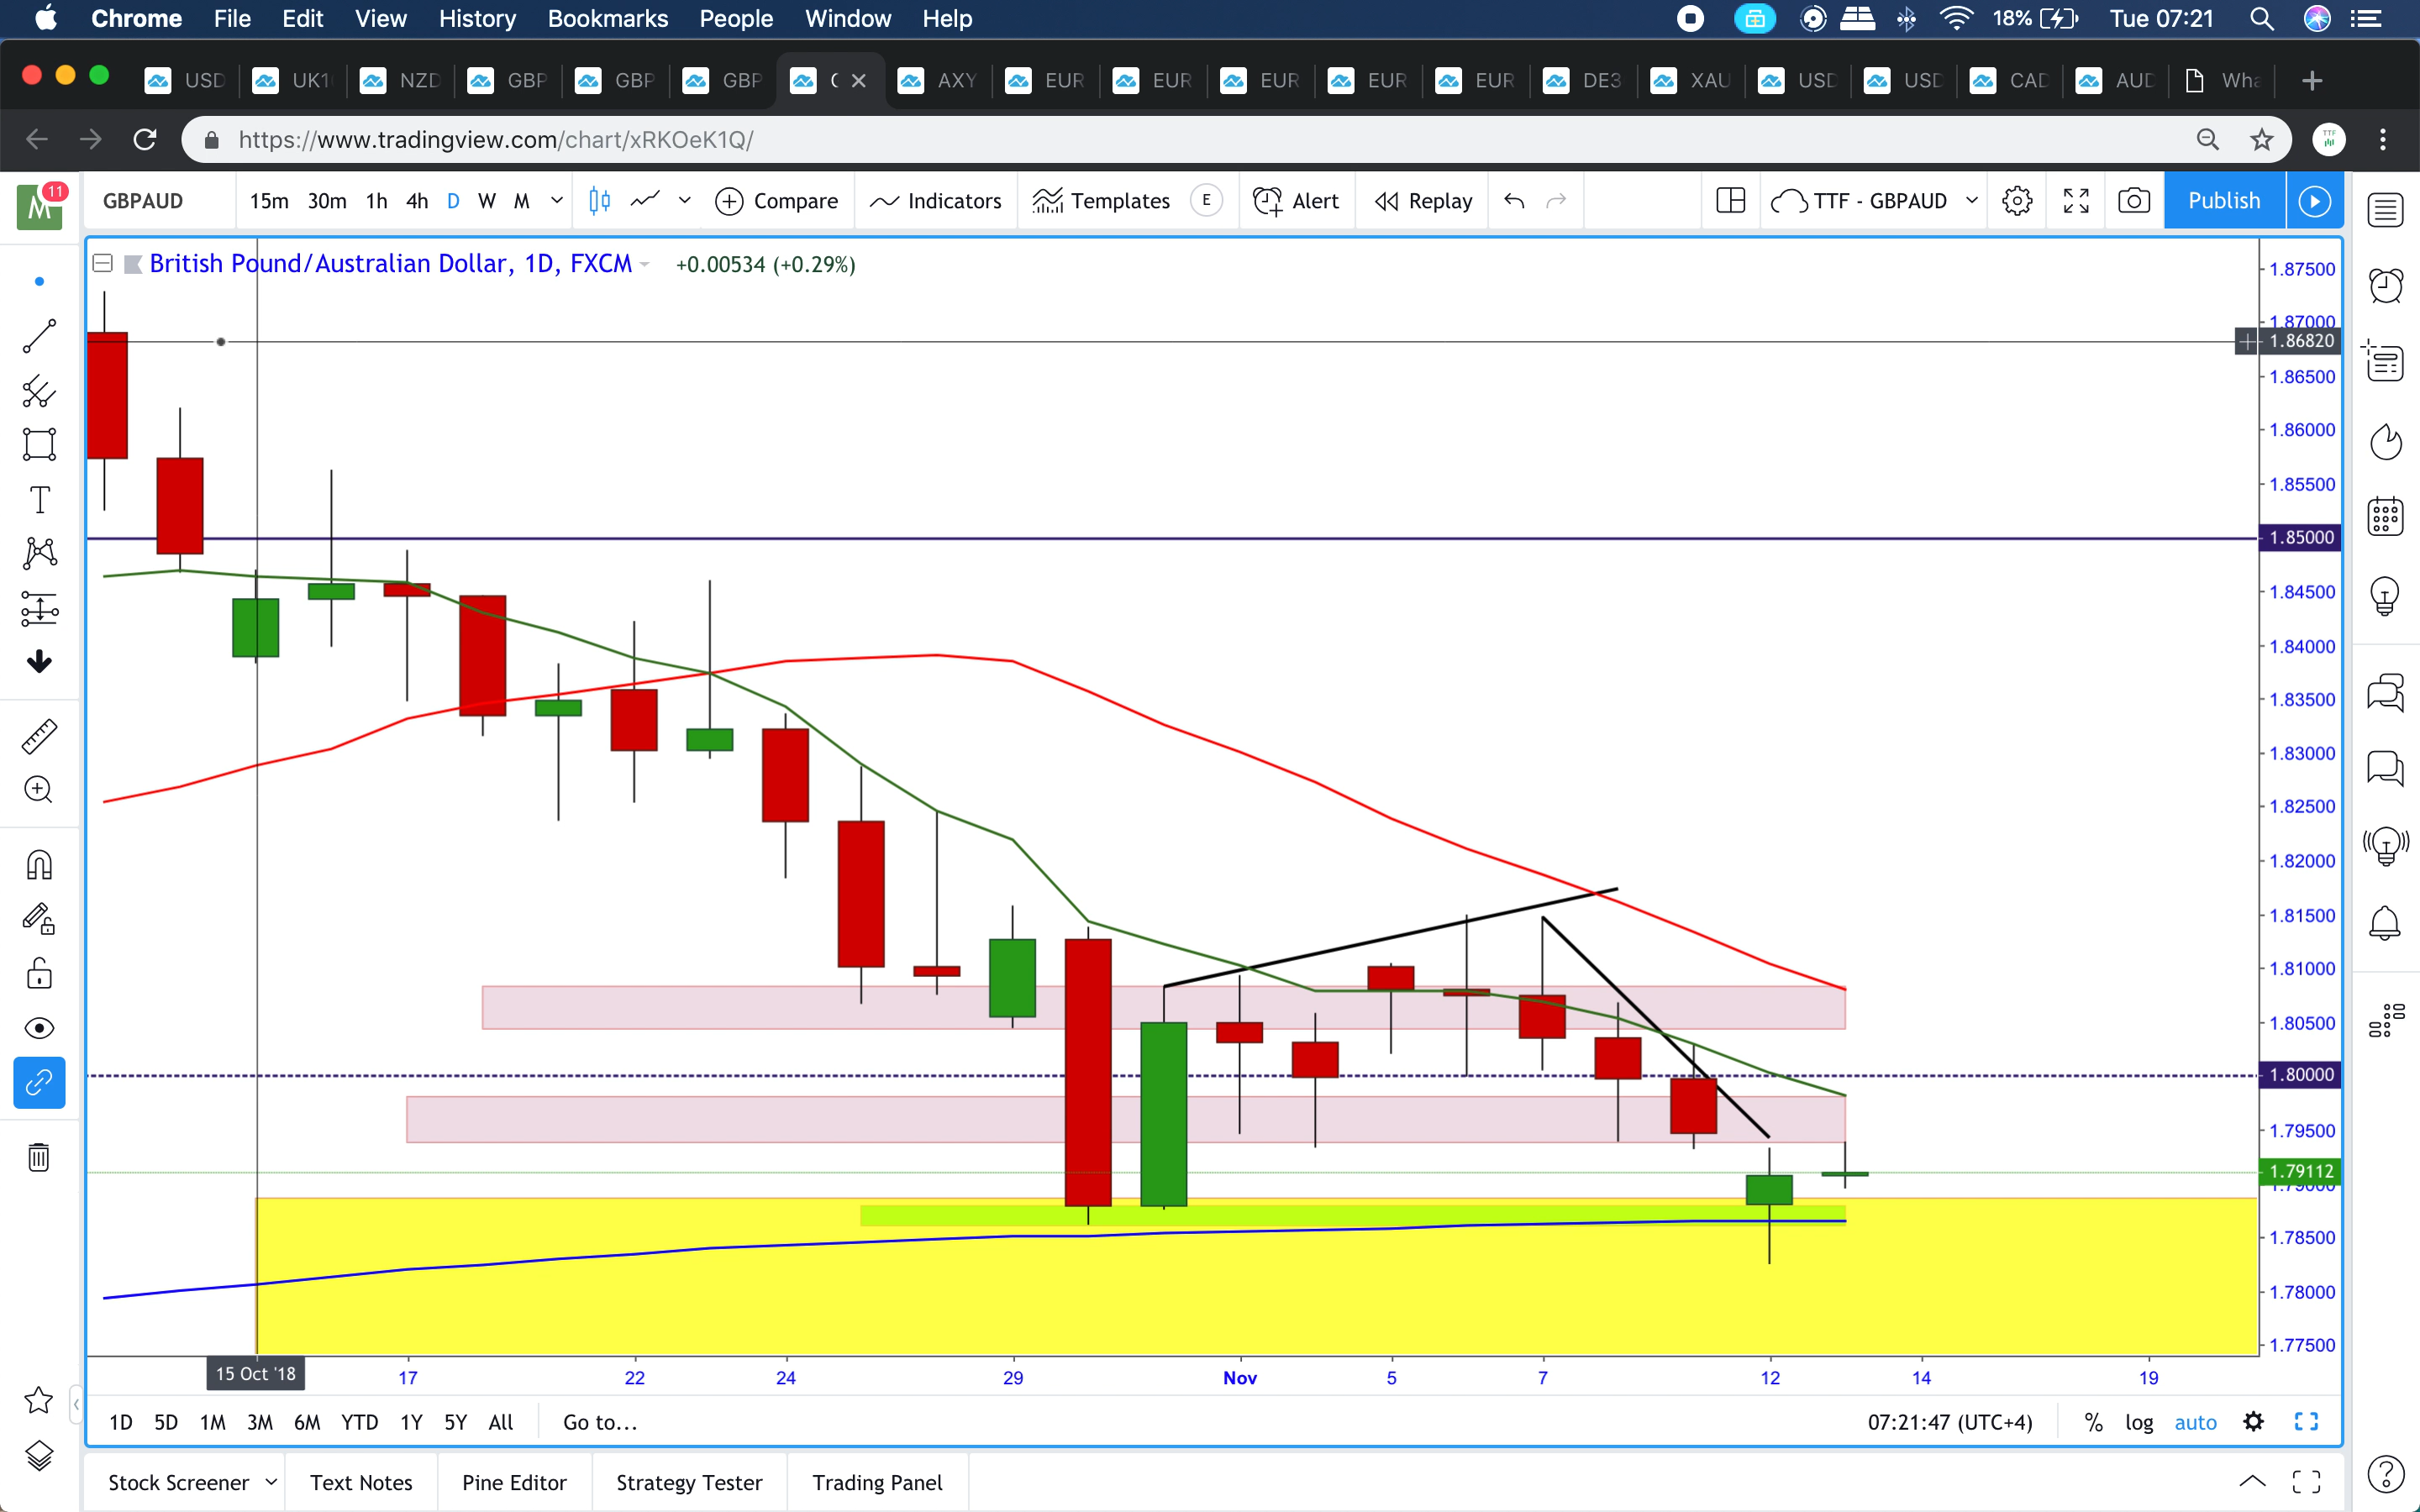 Chrome File Edit View History Bookmarks People Window Help 18% Tue 07:21
USD UK1 NZD GBP GBP GBP AXY EUR EUR EUR EUR EUR DE3 XAU USD USD CAD AUD Wha
https://www.tradingview.com/chart/xRKOeK1Q/
TTF
M 11 GBPAUD 15m 30m 1h 4h D W M Compare Indicators Templates E Alert Replay TTF - GBPAUD Publish
British Pound/Australian Dollar, 1D, FXCM +0.00534 (+0.29%)
1.87500
1.87000
1.86820
1.86500
1.86000
1.85500
1.85000
1.84500
1.84000
1.83500
1.83000
1.82500
1.82000
1.81500
1.81000
1.80500
1.80000
1.79500
1.79112
1.79000
1.78500
1.78000
1.77500
15 Oct '18 17 22 24 29 Nov 5 7 12 14 19
1D 5D 1M 3M 6M YTD 1Y 5Y All Go to... 07:21:47 (UTC+4) % log auto
Stock Screener Text Notes Pine Editor Strategy Tester Trading Panel